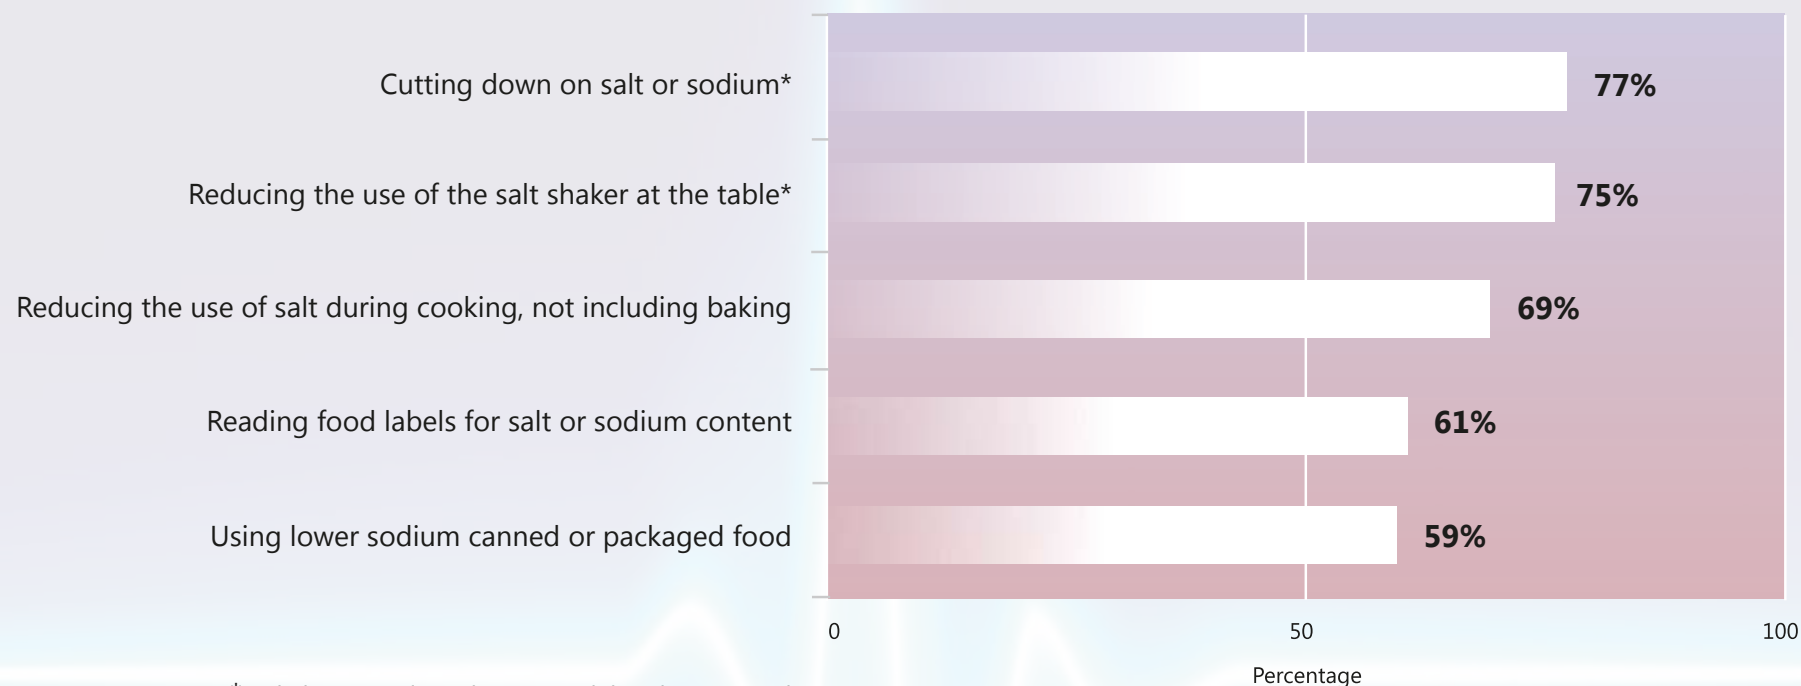 Cutting down on salt or sodium*
77%
Reducing the use of the salt shaker at the table*
75%
Reducing the use of salt during cooking, not including baking
69%
Reading food labels for salt or sodium content
61%
Using lower sodium canned or packaged food
59%
0 50 100
Percentage